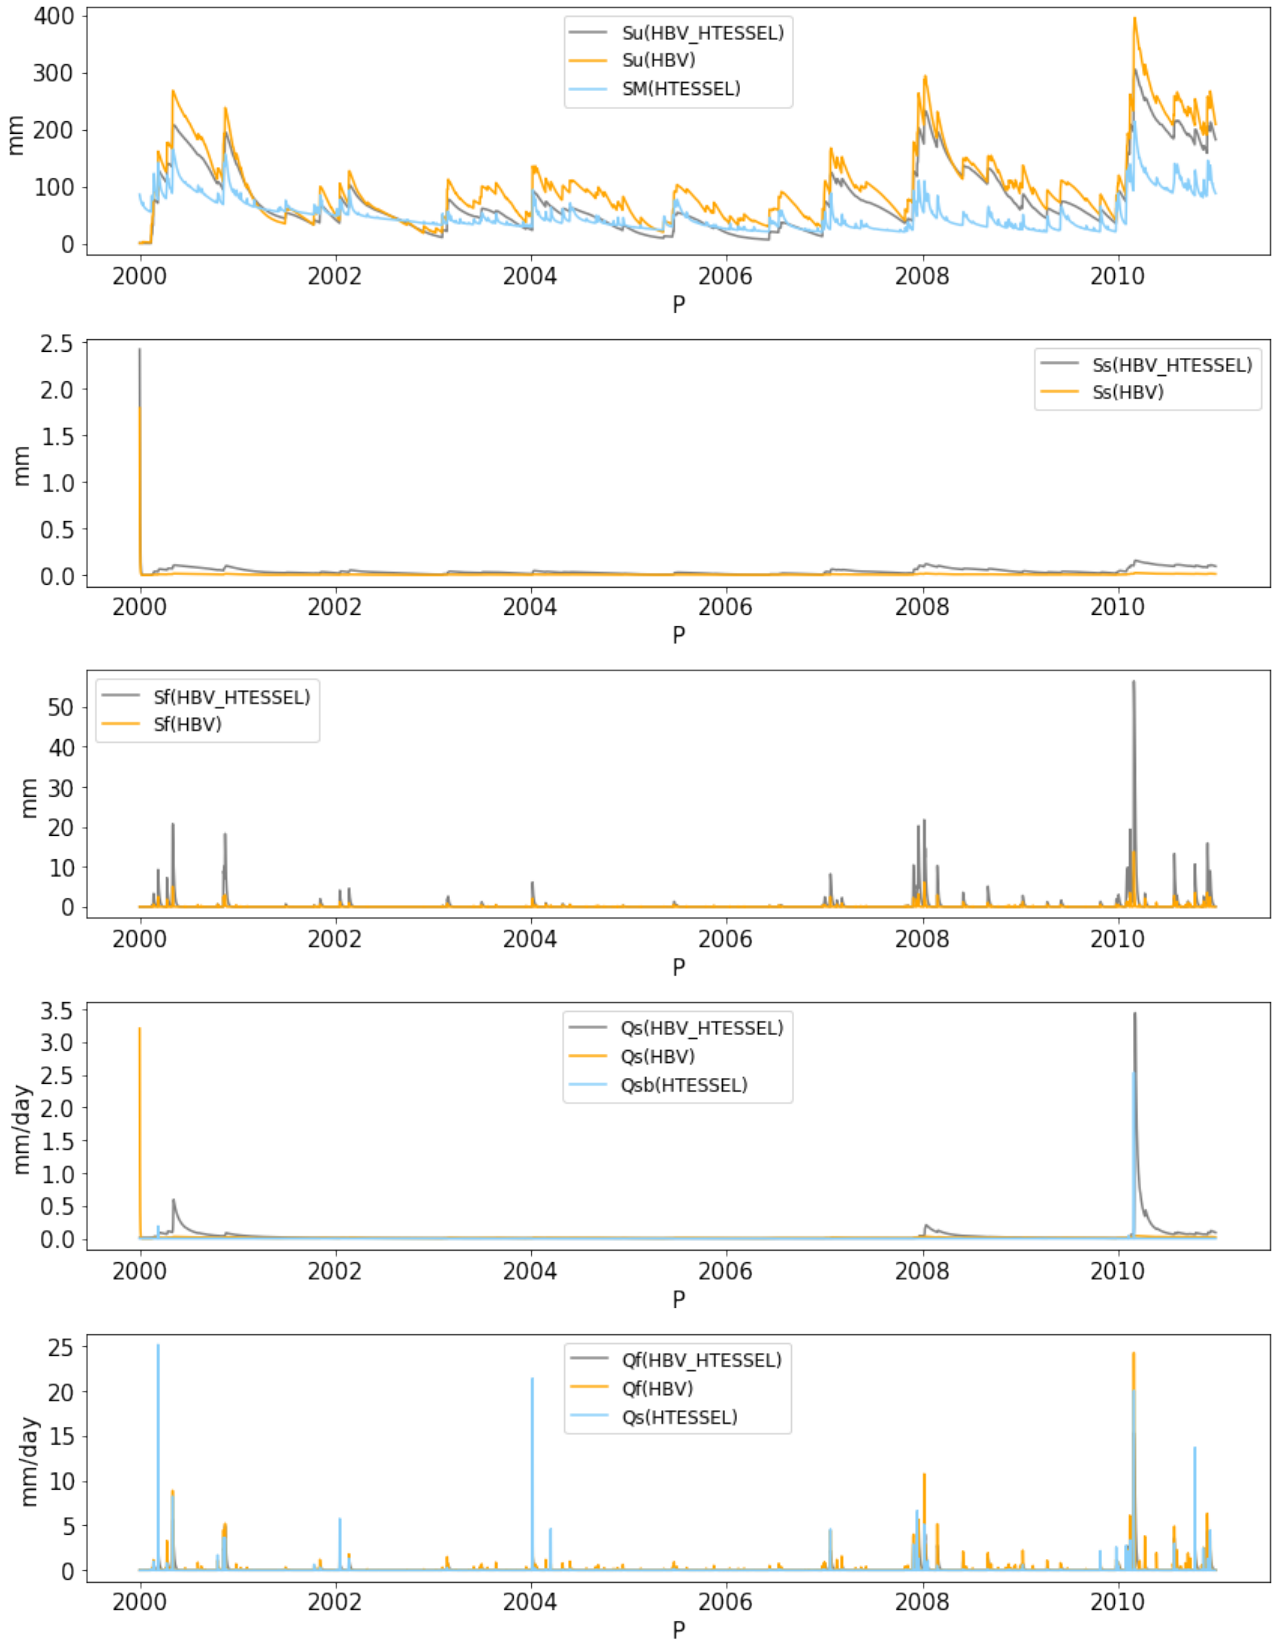 400
300
200
100
0
mm
Su(HBV_HTESSEL)
Su(HBV)
SM(HTESSEL)
2000 2002 2004 2006 2008 2010
P
2.5
2.0
1.5
1.0
0.5
0.0
mm
Ss(HBV_HTESSEL)
Ss(HBV)
2000 2002 2004 2006 2008 2010
P
50
40
30
20
10
0
mm
Sf(HBV_HTESSEL)
Sf(HBV)
2000 2002 2004 2006 2008 2010
P
3.5
3.0
2.5
2.0
1.5
1.0
0.5
0.0
mm/day
Qs(HBV_HTESSEL)
Qs(HBV)
Qsb(HTESSEL)
2000 2002 2004 2006 2008 2010
P
25
20
15
10
5
0
mm/day
Qf(HBV_HTESSEL)
Qf(HBV)
Qs(HTESSEL)
2000 2002 2004 2006 2008 2010
P